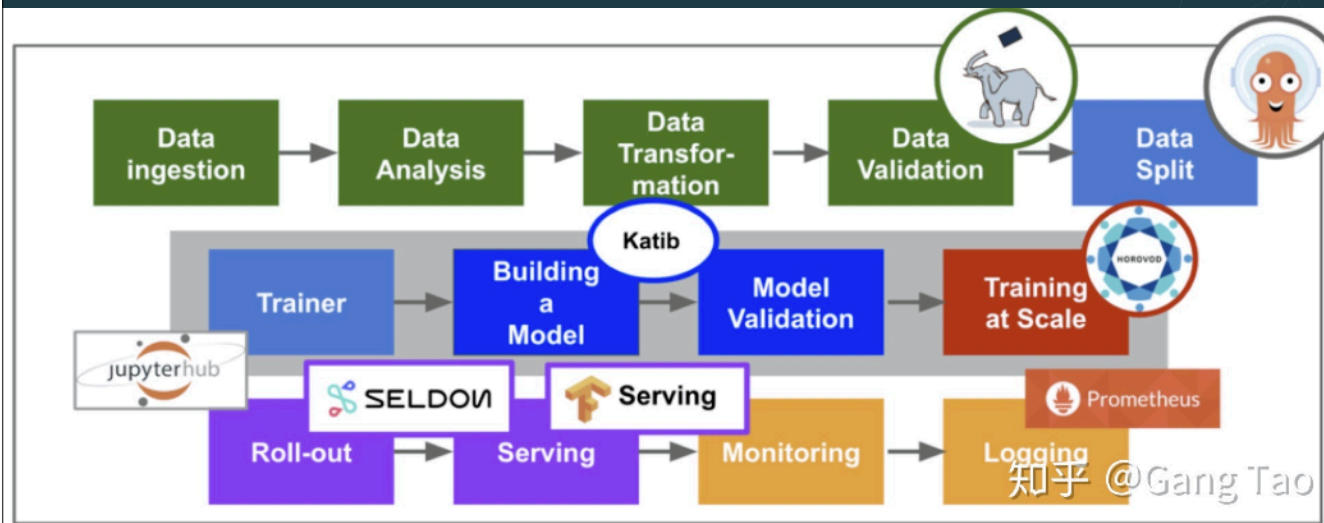 Data
ingestion
Data
Analysis
Data
Transfor-
mation
Data
Validation
Data
Split
Katib
Trainer
Building
a
Model
Model
Validation
Training
at Scale
HOROVOD
jupyterhub
SELDON
Serving
Prometheus
Roll-out
Serving
Monitoring
Logging
知乎 @Gang Tao